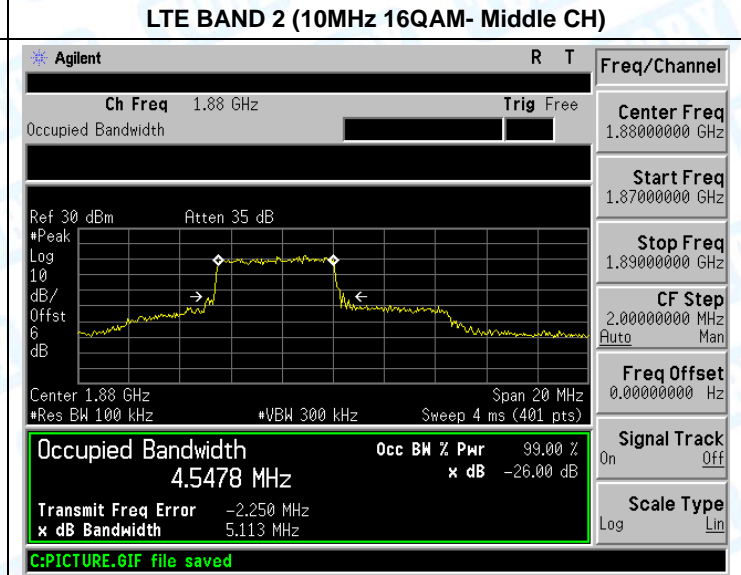 LTE BAND 2 (10MHz 16QAM- Middle CH)
Agilent R T
Freq/Channel
Ch Freq 1.88 GHz Trig Free
Occupied Bandwidth
Center Freq
1.88000000 GHz
Start Freq
1.87000000 GHz
Stop Freq
1.89000000 GHz
CF Step
2.00000000 MHz
Auto Man
Freq Offset
0.00000000 Hz
Signal Track
On Off
Scale Type
Log Lin
Ref 30 dBm Atten 35 dB
#Peak
Log
10
dB/
Offst
6
dB
Center 1.88 GHz Span 20 MHz
#Res BW 100 kHz #VBW 300 kHz Sweep 4 ms (401 pts)
Occupied Bandwidth
4.5478 MHz
Occ BW % Pwr 99.00 %
x dB -26.00 dB
Transmit Freq Error -2.250 MHz
x dB Bandwidth 5.113 MHz
C:PICTURE.GIF file saved